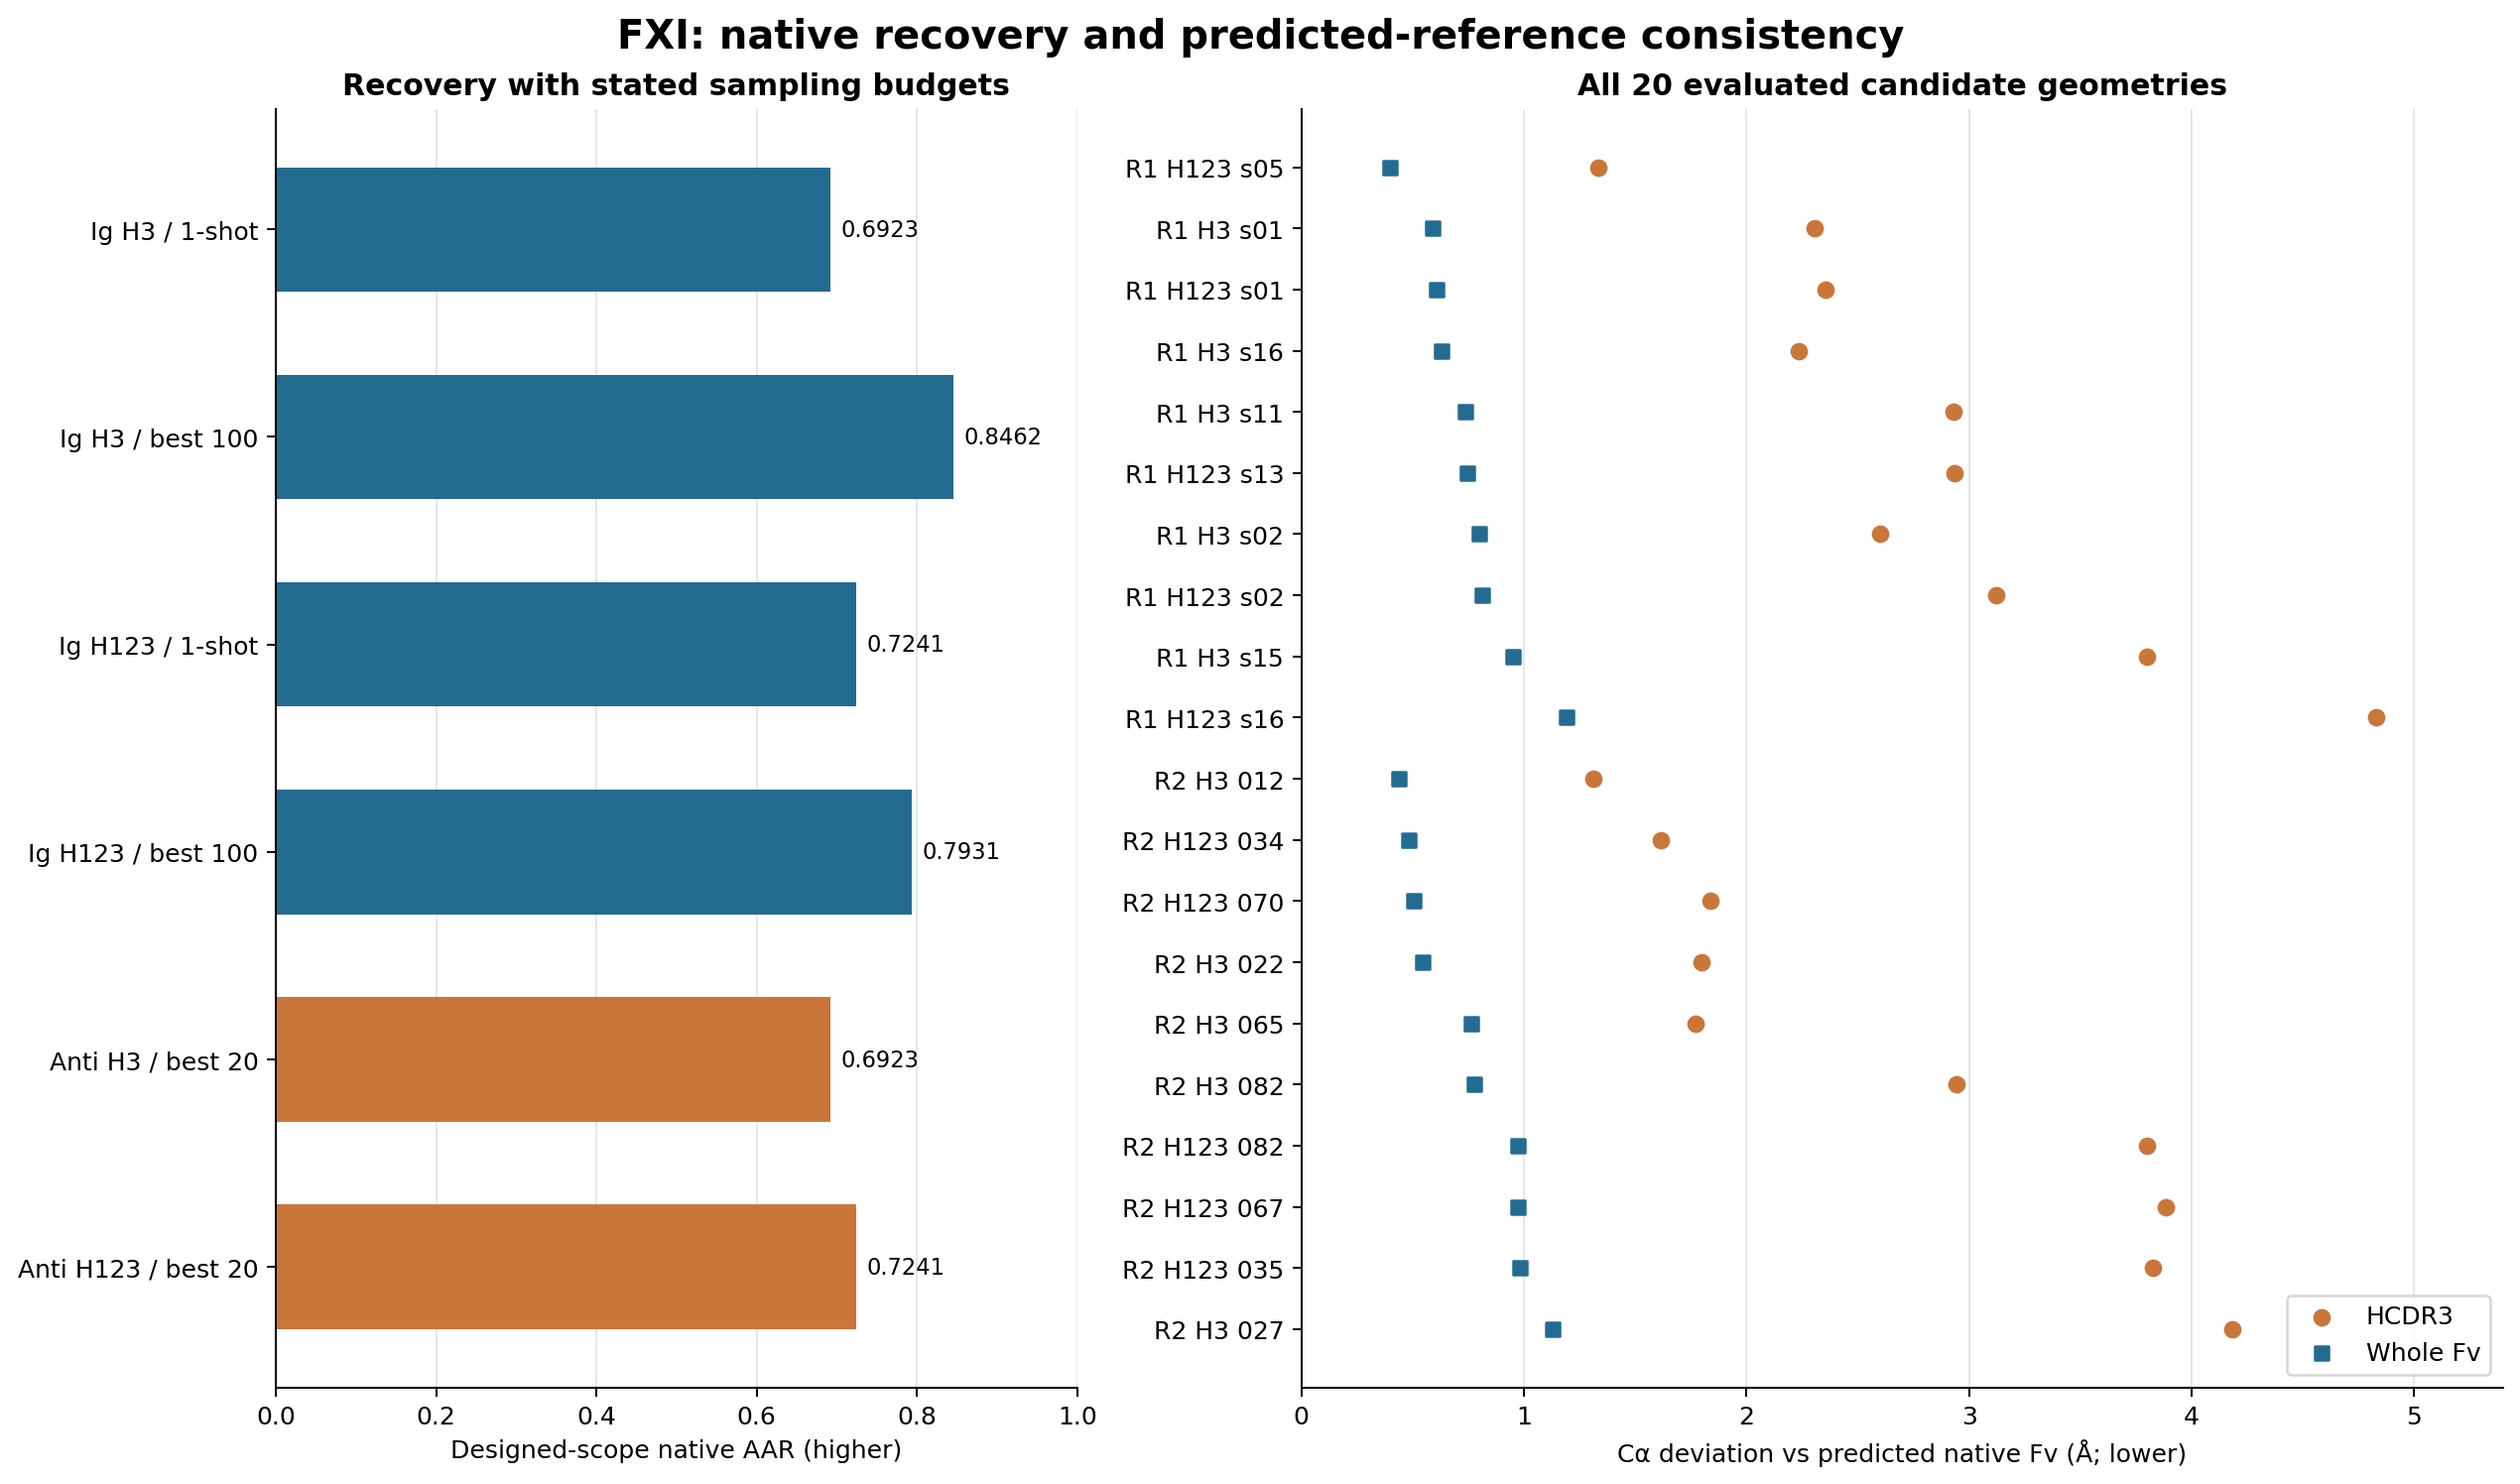 FXI: native recovery and predicted-reference consistency
Recovery with stated sampling budgets
Ig H3 / 1-shot
0.6923
Ig H3 / best 100
0.8462
Ig H123 / 1-shot
0.7241
Ig H123 / best 100
0.7931
Anti H3 / best 20
0.6923
Anti H123 / best 20
0.7241
0.0 0.2 0.4 0.6 0.8 1.0
Designed-scope native AAR (higher)
All 20 evaluated candidate geometries
R1 H123 s05
R1 H3 s01
R1 H123 s01
R1 H3 s16
R1 H3 s11
R1 H123 s13
R1 H3 s02
R1 H123 s02
R1 H3 s15
R1 H123 s16
R2 H3 012
R2 H123 034
R2 H123 070
R2 H3 022
R2 H3 065
R2 H3 082
R2 H123 082
R2 H123 067
R2 H123 035
R2 H3 027
HCDR3
Whole Fv
0 1 2 3 4 5
Cα deviation vs predicted native Fv (Å; lower)